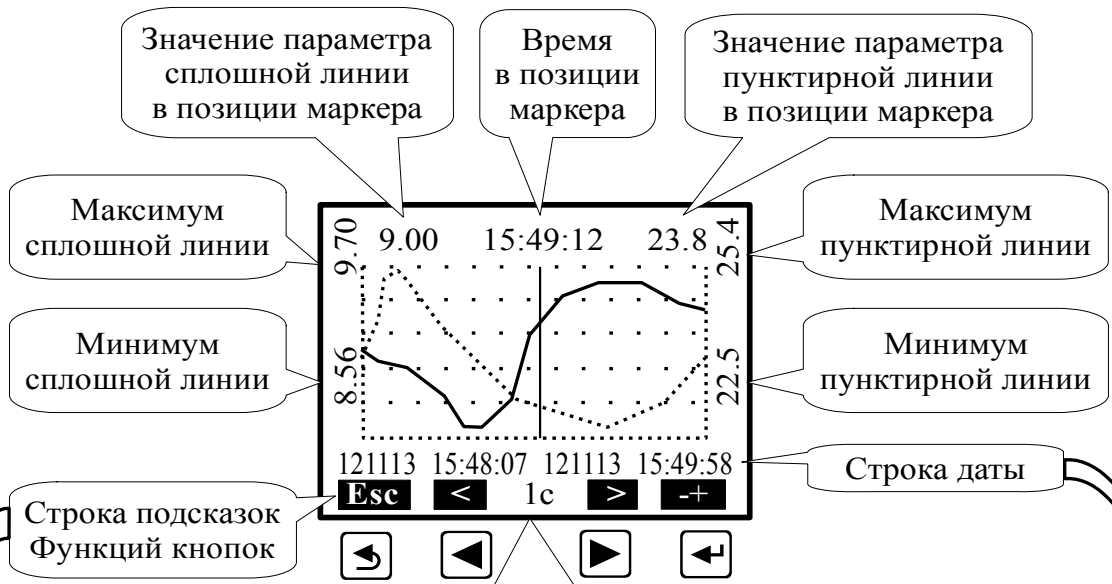 Значение параметра
сплошной линии
в позиции маркера
Время
в позиции
маркера
Значение параметра
пунктирной линии
в позиции маркера
Максимум
сплошной линии
Минимум
сплошной линии
9.70
8.56
9.00 15:49:12 23.8
25.4
22.5
Максимум
пунктирной линии
Минимум
пунктирной линии
121113 15:48:07 121113 15:49:58
Esc < 1с > -+
Строка даты
Строка подсказок
Функций кнопок